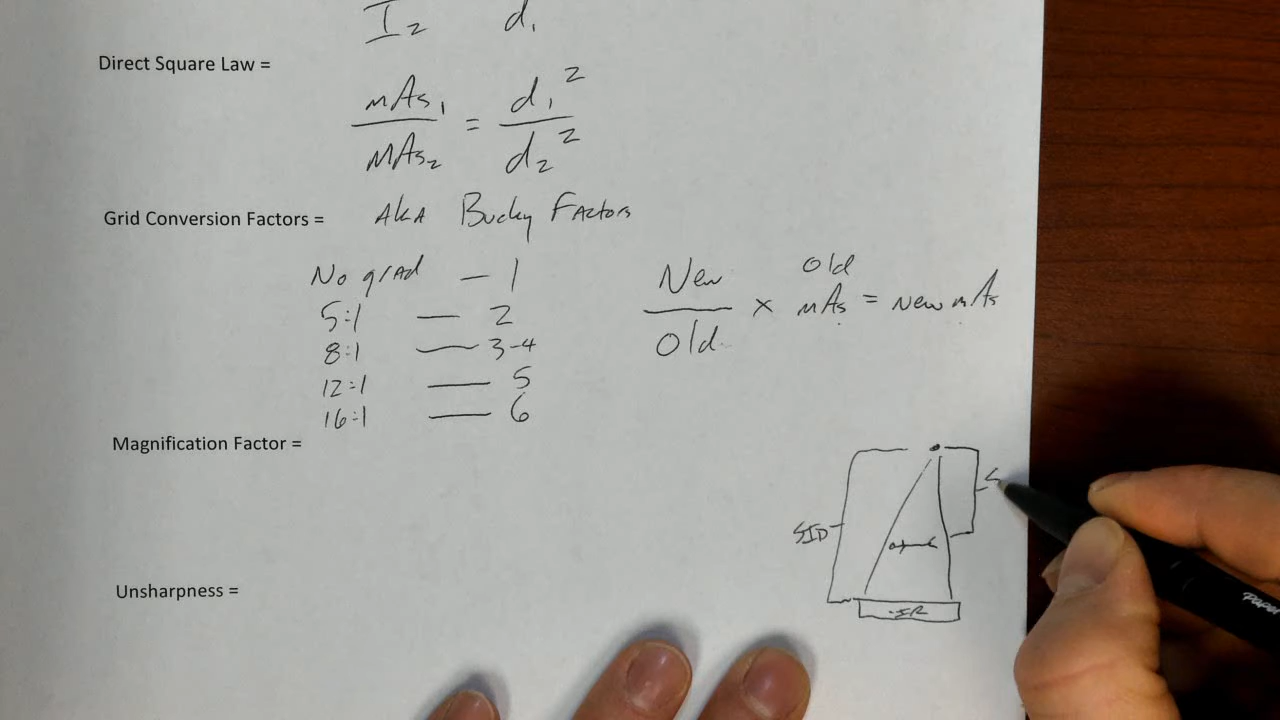 I₂ d₁
Direct Square Law =
mAs₁ / mAs₂ = d₁² / d₂²
Grid Conversion Factors = AKA Bucky Factors
No grad — 1
5:1 — 2
8:1 — 3-4
12:1 — 5
16:1 — 6
New / Old × old mAs = New mAs
Magnification Factor =
SID
S
IR
Unsharpness =